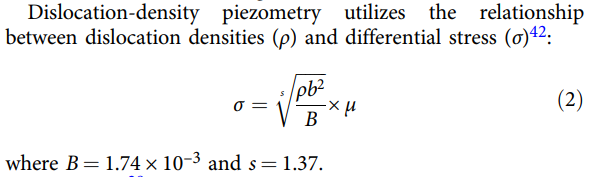 Dislocation-density piezometry utilizes the relationship
between dislocation densities (ρ) and differential stress (σ)⁴²:
σ = ˢ√(ρb²/B) × μ (2)
where B = 1.74 × 10⁻³ and s = 1.37.